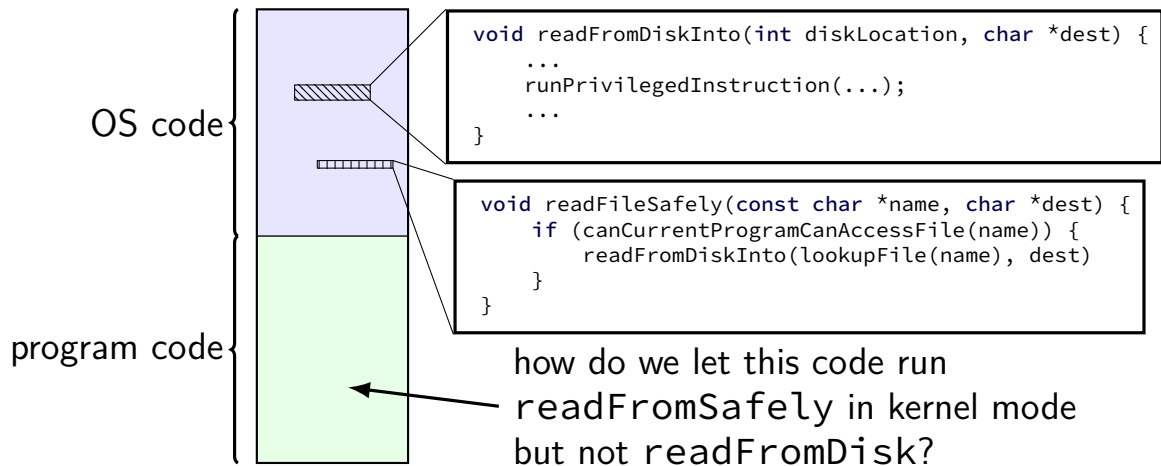 OS code
program code
void readFromDiskInto(int diskLocation, char *dest) {
    ...
    runPrivilegedInstruction(...);
    ...
}
void readFileSafely(const char *name, char *dest) {
    if (canCurrentProgramCanAccessFile(name)) {
        readFromDiskInto(lookupFile(name), dest)
    }
}
how do we let this code run
readFromSafely in kernel mode
but not readFromDisk?